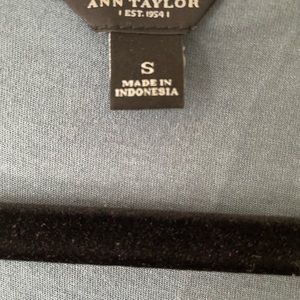 ANN TAYLOR
| EST. 1954 |
S
MADE IN
INDONESIA